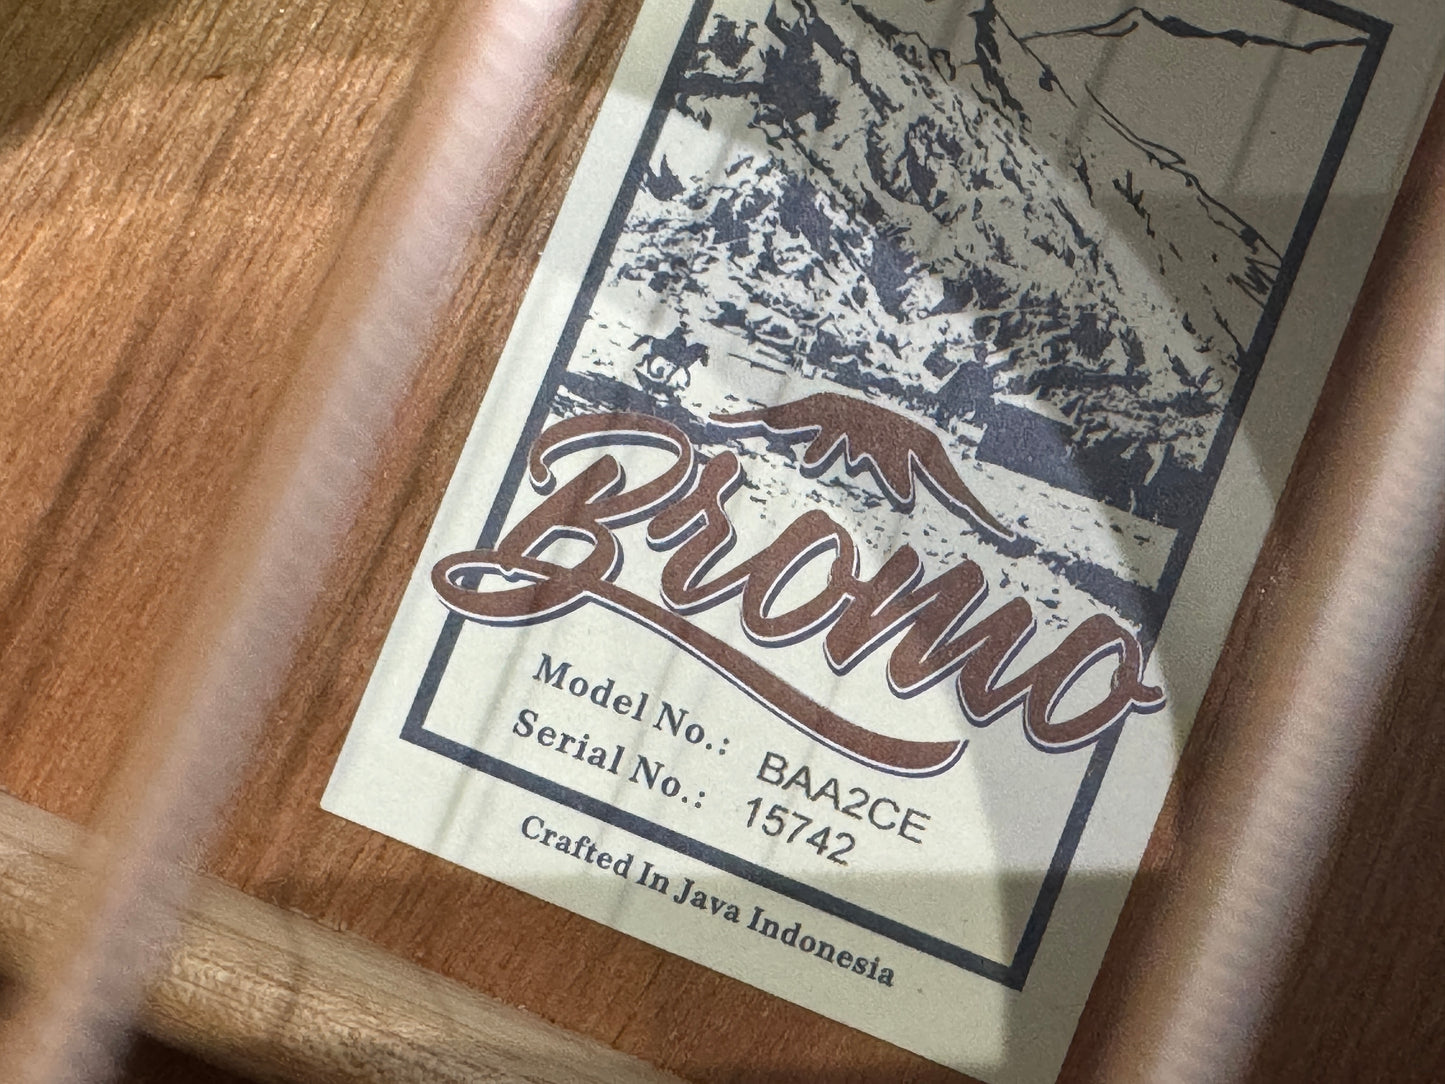 Bromo
Model No.: BAA2CE
Serial No.: 15742
Crafted In Java Indonesia